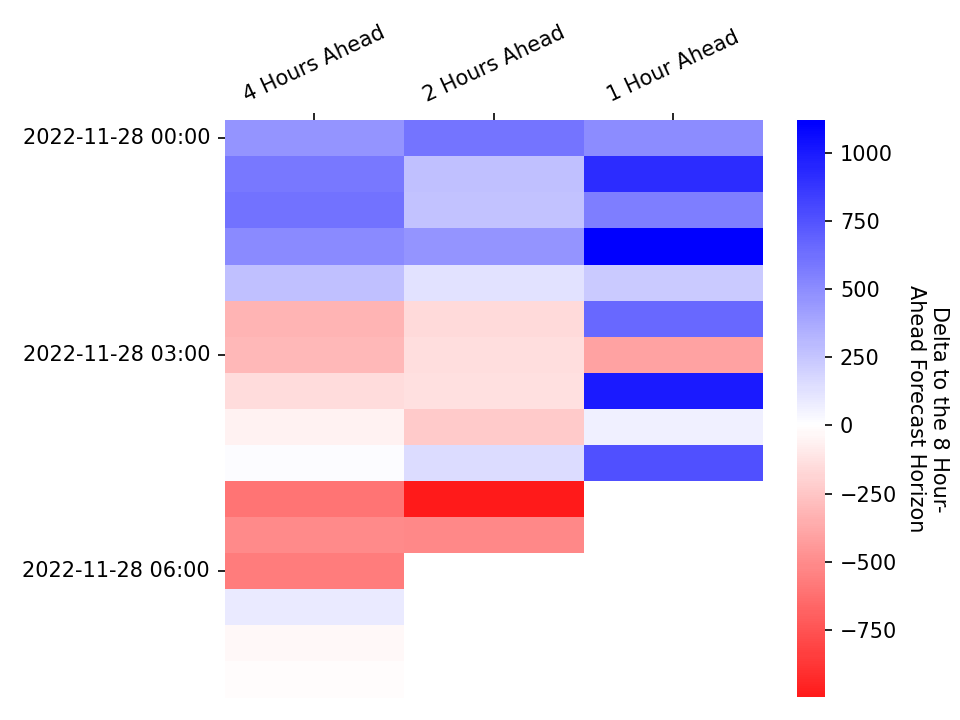 4 Hours Ahead
2 Hours Ahead
1 Hour Ahead
2022-11-28 00:00
2022-11-28 03:00
2022-11-28 06:00
1000
750
500
250
0
−250
−500
−750
Delta to the 8 Hour-
Ahead Forecast Horizon